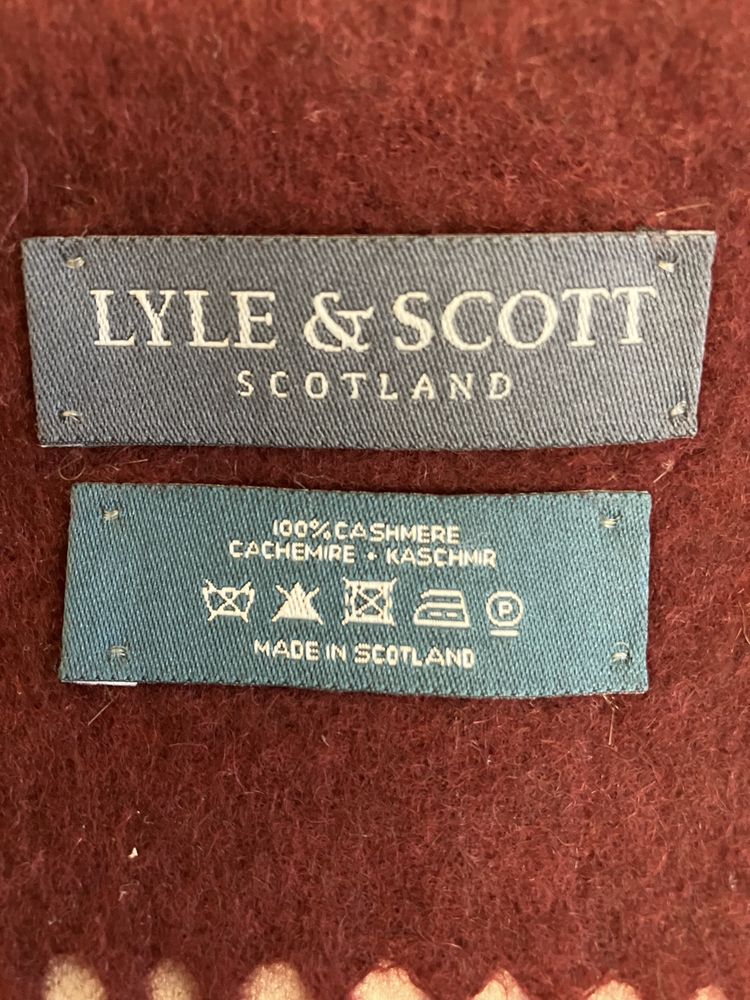 LYLE & SCOTT
SCOTLAND
100% CASHMERE
CACHEMIRE • KASCHMIR
P
MADE IN SCOTLAND